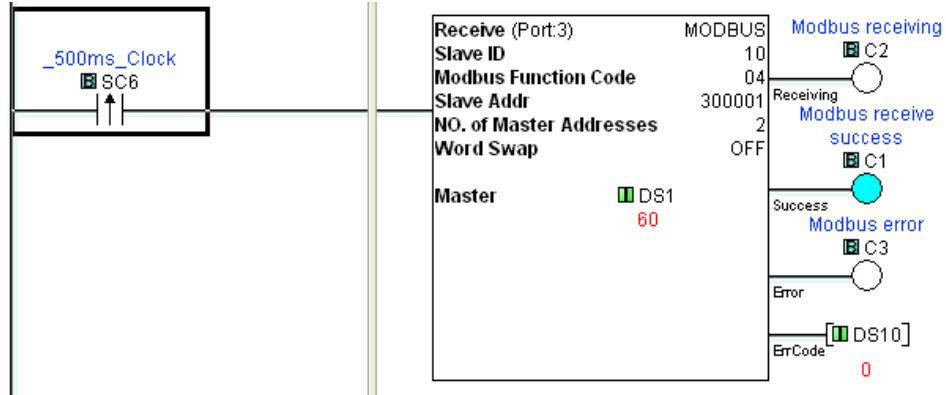 _500ms_Clock
SC6
Receive (Port:3) MODBUS
Slave ID 10
Modbus Function Code 04
Slave Addr 300001
NO. of Master Addresses 2
Word Swap OFF
Master DS1
60
Modbus receiving
C2
Receiving
Modbus receive
success
C1
Success
Modbus error
C3
Error
[DS10]
ErrCode
0